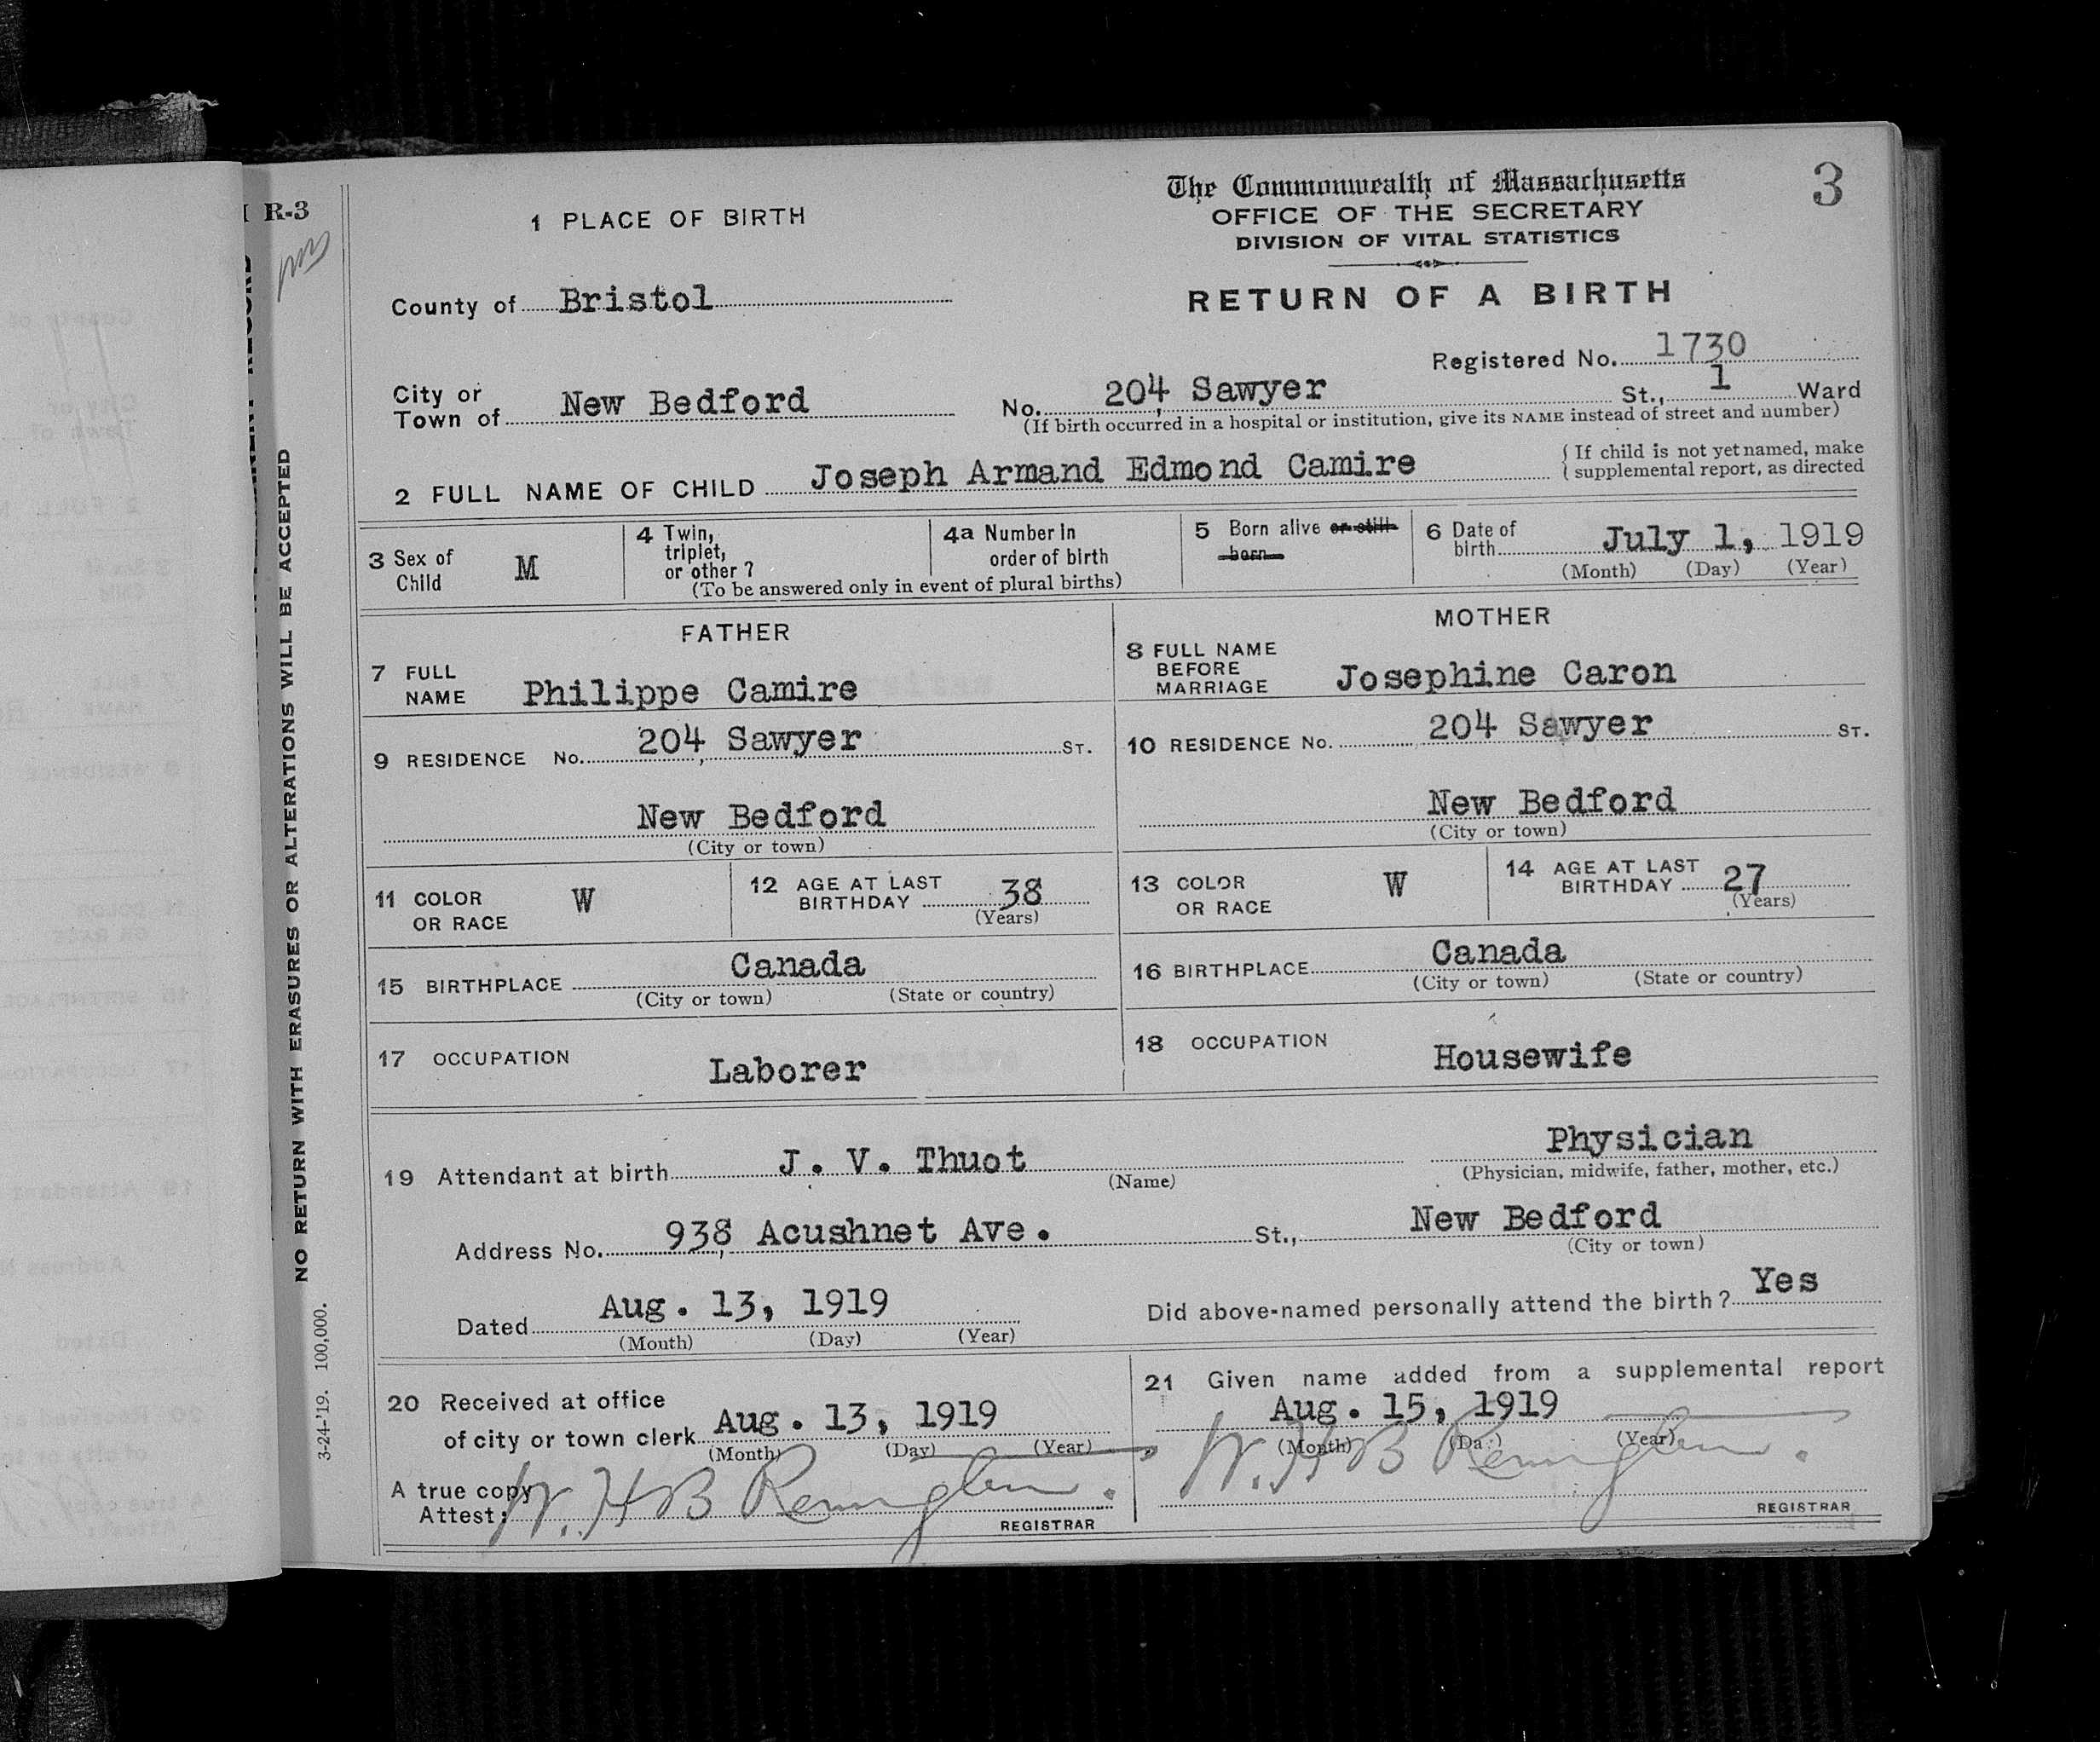 The Commonwealth of Massachusetts
OFFICE OF THE SECRETARY
DIVISION OF VITAL STATISTICS
RETURN OF A BIRTH
3
R-3
1 PLACE OF BIRTH
County of Bristol
Registered No. 1730
City or Town of New Bedford No. 204 Sawyer St., 1 Ward
(If birth occurred in a hospital or institution, give its NAME instead of street and number)
2 FULL NAME OF CHILD Joseph Armand Edmond Camire
{ If child is not yet named, make
{ supplemental report, as directed
3 Sex of Child M
4 Twin, triplet, or other?
4a Number in order of birth
(To be answered only in event of plural births)
5 Born alive or still-born
6 Date of birth July 1, 1919
(Month) (Day) (Year)
FATHER
7 FULL NAME Philippe Camire
MOTHER
8 FULL NAME BEFORE MARRIAGE Josephine Caron
9 RESIDENCE No. 204 Sawyer ST.
New Bedford
(City or town)
10 RESIDENCE No. 204 Sawyer ST.
New Bedford
(City or town)
11 COLOR OR RACE W
12 AGE AT LAST BIRTHDAY 38
(Years)
13 COLOR OR RACE W
14 AGE AT LAST BIRTHDAY 27
(Years)
15 BIRTHPLACE Canada
(City or town) (State or country)
16 BIRTHPLACE Canada
(City or town) (State or country)
17 OCCUPATION Laborer
18 OCCUPATION Housewife
19 Attendant at birth J. V. Thuot Physician
(Name) (Physician, midwife, father, mother, etc.)
Address No. 938 Acushnet Ave. St., New Bedford
(City or town)
Dated Aug. 13, 1919
(Month) (Day) (Year)
Did above-named personally attend the birth? Yes
20 Received at office
of city or town clerk Aug. 13, 1919
(Month) (Day) (Year)
A true copy
Attest: W. H B Remington.
REGISTRAR
21 Given name added from a supplemental report
Aug. 15, 1919
(Month) (Da ) (Year)
W. H B Remington.
REGISTRAR
NO RETURN WITH ERASURES OR ALTERATIONS WILL BE ACCEPTED
3-24-'19. 100,000.